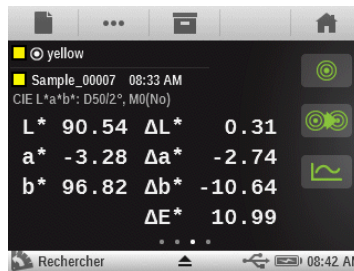 yellow
Sample_00007 08:33 AM
CIE L*a*b*: D50/2°, M0(No)
L* 90.54 ΔL* 0.31
a* -3.28 Δa* -2.74
b* 96.82 Δb* -10.64
ΔE* 10.99
Rechercher 08:42 AM